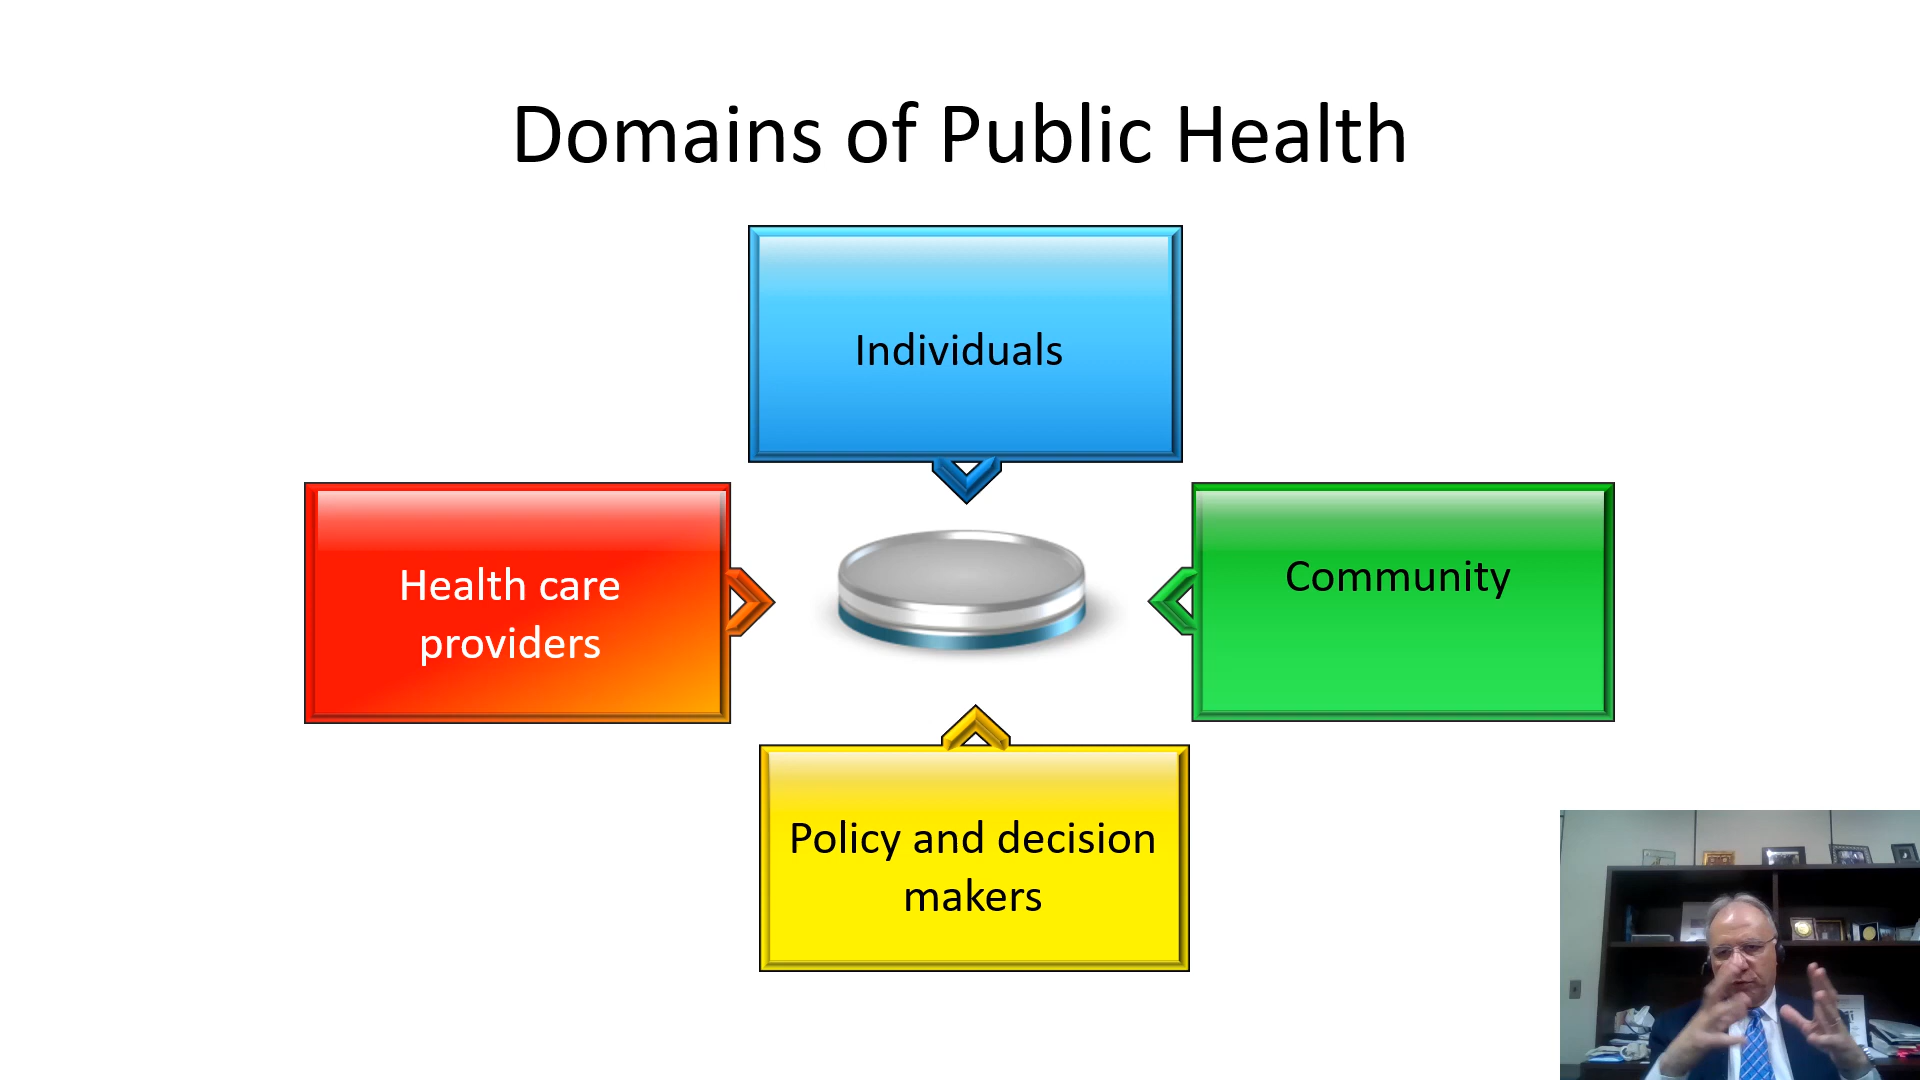 Domains of Public Health
Individuals
Health care
providers
Community
Policy and decision
makers